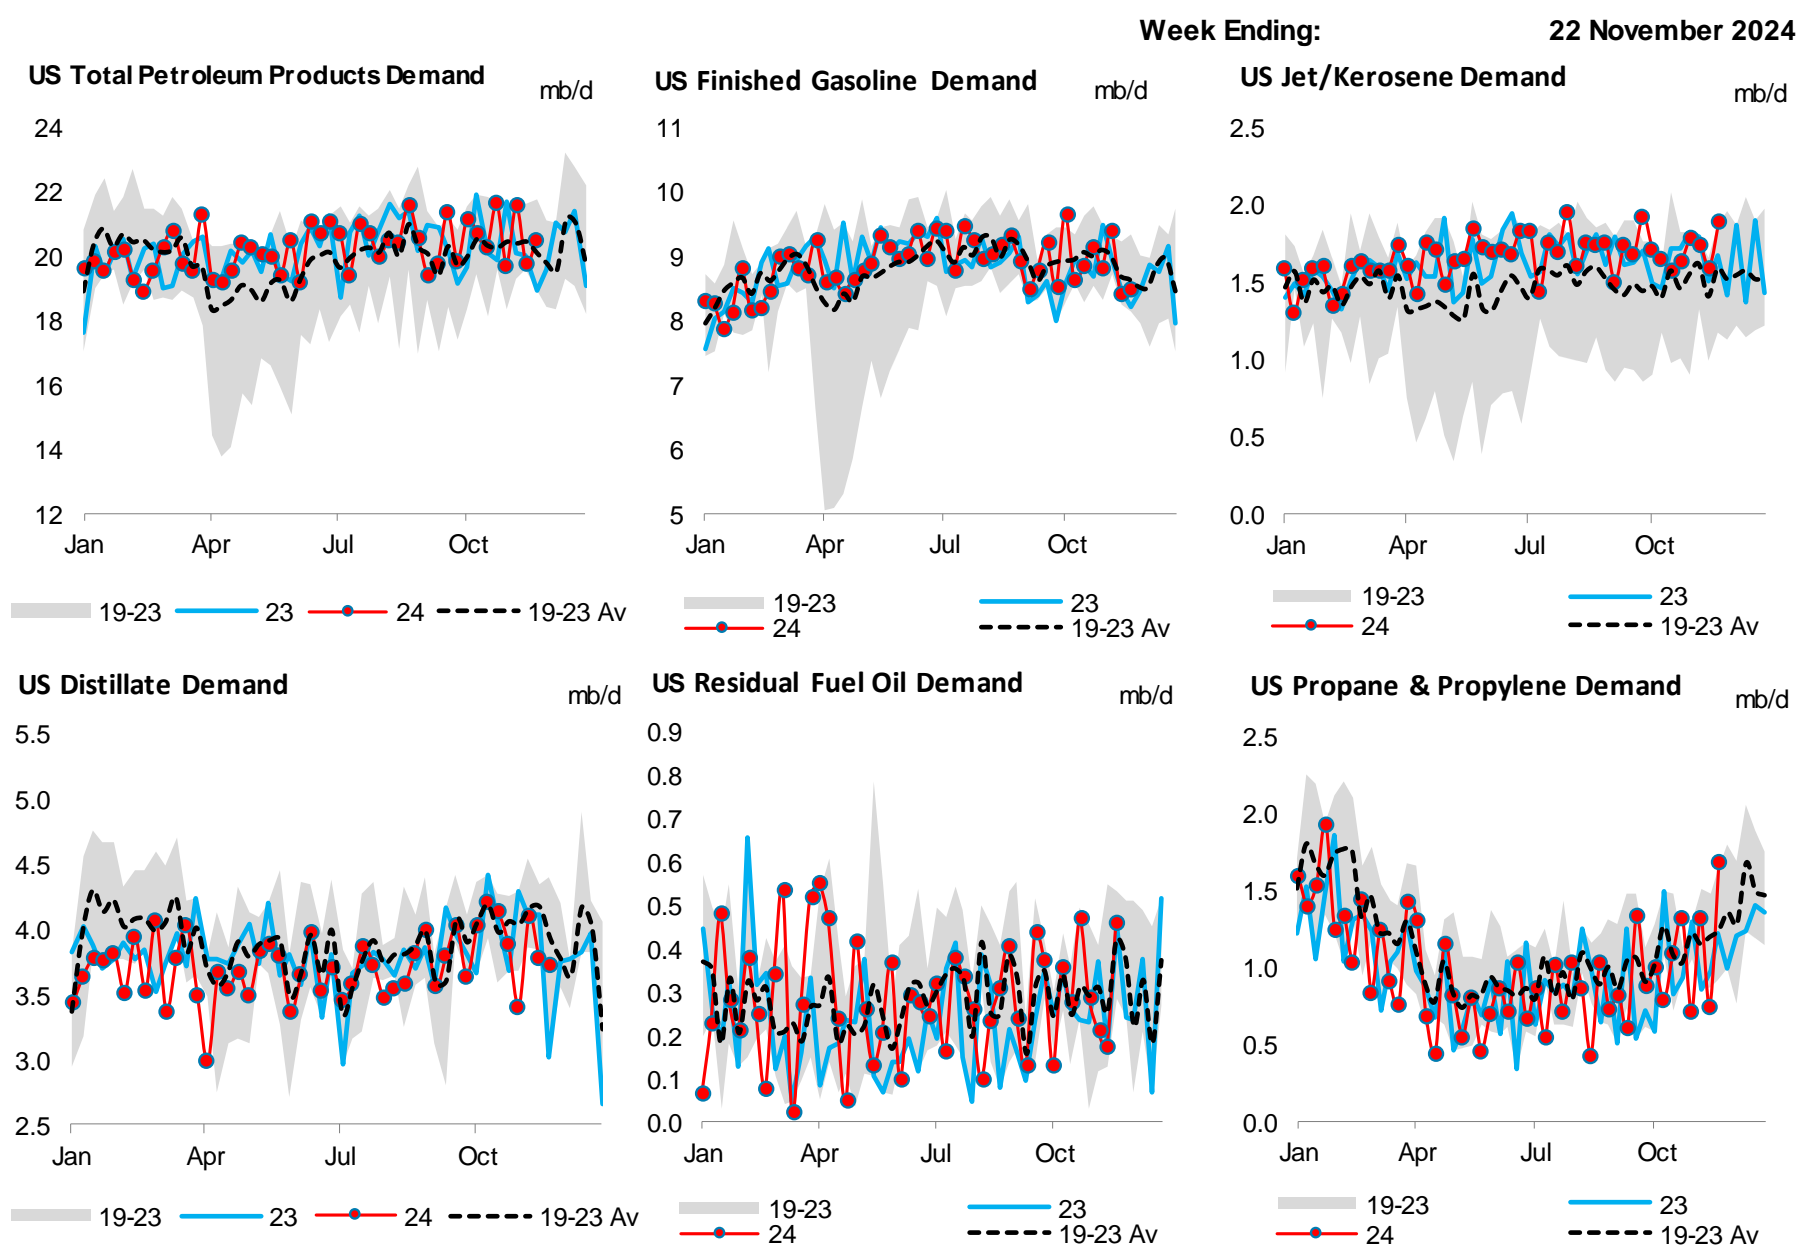 Week Ending: 22 November 2024
US Total Petroleum Products Demand
mb/d
24
22
20
18
16
14
12
Jan Apr Jul Oct
19-23 23 24 19-23 Av
US Finished Gasoline Demand
mb/d
11
10
9
8
7
6
5
Jan Apr Jul Oct
19-23 23
24 19-23 Av
US Jet/Kerosene Demand
mb/d
2.5
2.0
1.5
1.0
0.5
0.0
Jan Apr Jul Oct
19-23 23
24 19-23 Av
US Distillate Demand
mb/d
5.5
5.0
4.5
4.0
3.5
3.0
2.5
Jan Apr Jul Oct
19-23 23 24 19-23 Av
US Residual Fuel Oil Demand
mb/d
0.9
0.8
0.7
0.6
0.5
0.4
0.3
0.2
0.1
0.0
Jan Apr Jul Oct
19-23 23
24 19-23 Av
US Propane & Propylene Demand
mb/d
2.5
2.0
1.5
1.0
0.5
0.0
Jan Apr Jul Oct
19-23 23
24 19-23 Av